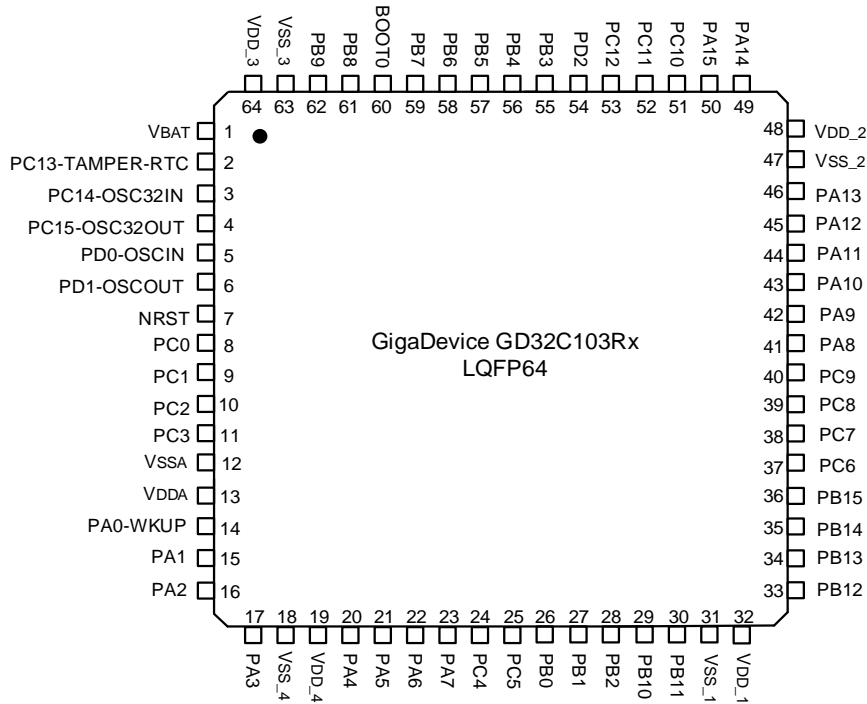 VDD_3
VSS_3
PB9
PB8
BOOT0
PB7
PB6
PB5
PB4
PB3
PD2
PC12
PC11
PC10
PA15
PA14
64 63 62 61 60 59 58 57 56 55 54 53 52 51 50 49
VBAT 1
PC13-TAMPER-RTC 2
PC14-OSC32IN 3
PC15-OSC32OUT 4
PD0-OSCIN 5
PD1-OSCOUT 6
NRST 7
PC0 8
PC1 9
PC2 10
PC3 11
VSSA 12
VDDA 13
PA0-WKUP 14
PA1 15
PA2 16
GigaDevice GD32C103Rx
LQFP64
48 VDD_2
47 VSS_2
46 PA13
45 PA12
44 PA11
43 PA10
42 PA9
41 PA8
40 PC9
39 PC8
38 PC7
37 PC6
36 PB15
35 PB14
34 PB13
33 PB12
17 18 19 20 21 22 23 24 25 26 27 28 29 30 31 32
PA3
VSS_4
VDD_4
PA4
PA5
PA6
PA7
PC4
PC5
PB0
PB1
PB2
PB10
PB11
VSS_1
VDD_1